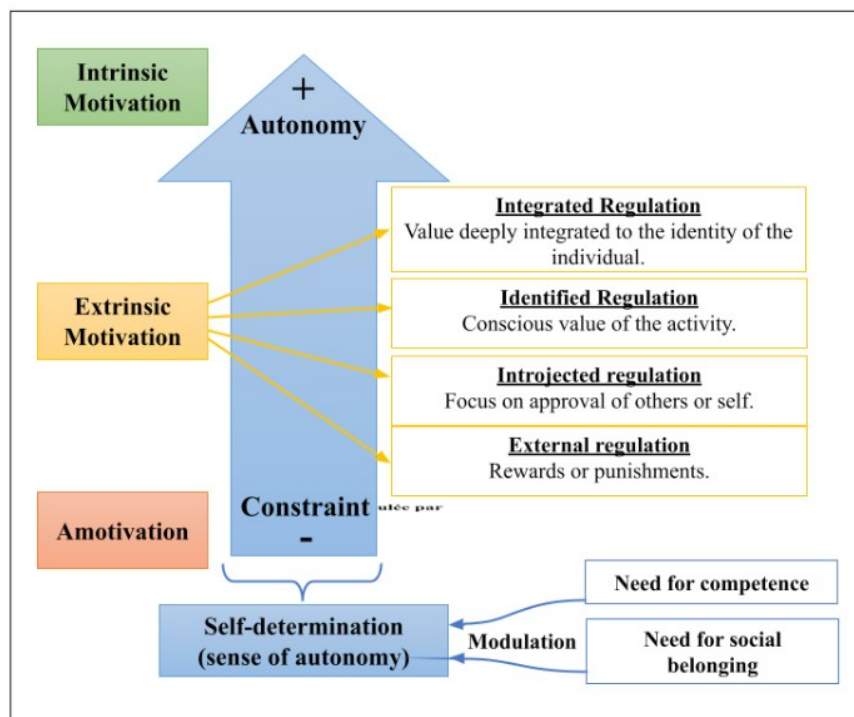 Intrinsic
Motivation
+
Autonomy
Integrated Regulation
Value deeply integrated to the identity of the
individual.
Extrinsic
Motivation
Identified Regulation
Conscious value of the activity.
Introjected regulation
Focus on approval of others or self.
External regulation
Rewards or punishments.
Amotivation
Constraint
ulée par
-
Self-determination
(sense of autonomy)
Modulation
Need for competence
Need for social
belonging